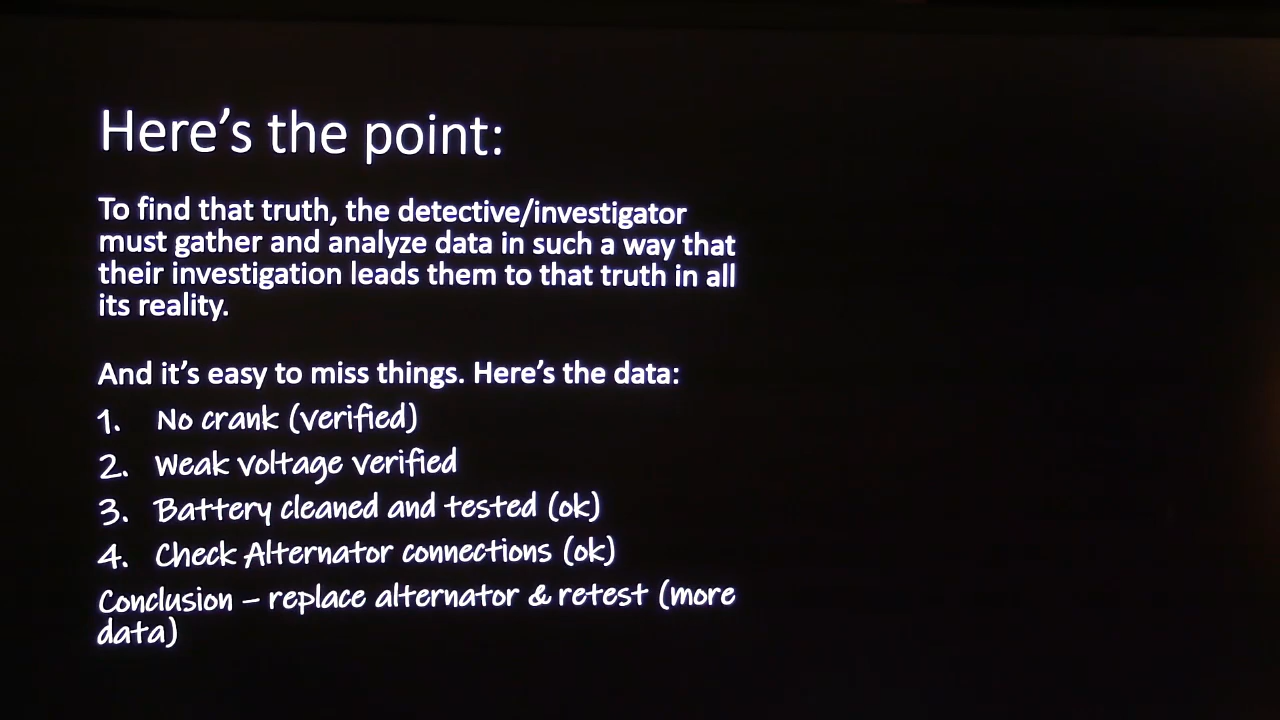 Here's the point:
To find that truth, the detective/investigator
must gather and analyze data in such a way that
their investigation leads them to that truth in all
its reality.
And it's easy to miss things. Here's the data:
1. No crank (verified)
2. Weak voltage verified
3. Battery cleaned and tested (ok)
4. Check Alternator connections (ok)
Conclusion – replace alternator & retest (more
data)